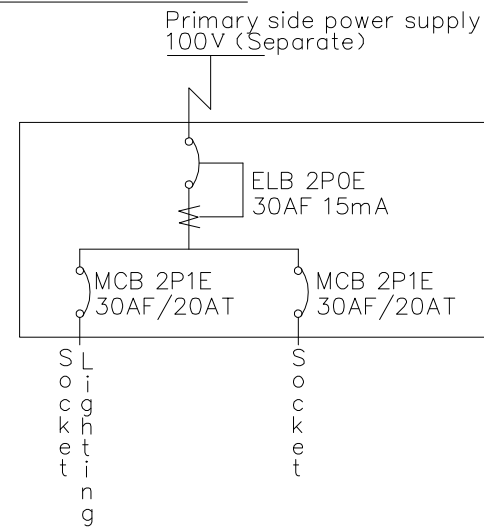 Primary side power supply
100V (Separate)
ELB 2P0E
30AF 15mA
MCB 2P1E
30AF/20AT
MCB 2P1E
30AF/20AT
Socket
Lighting
Socket